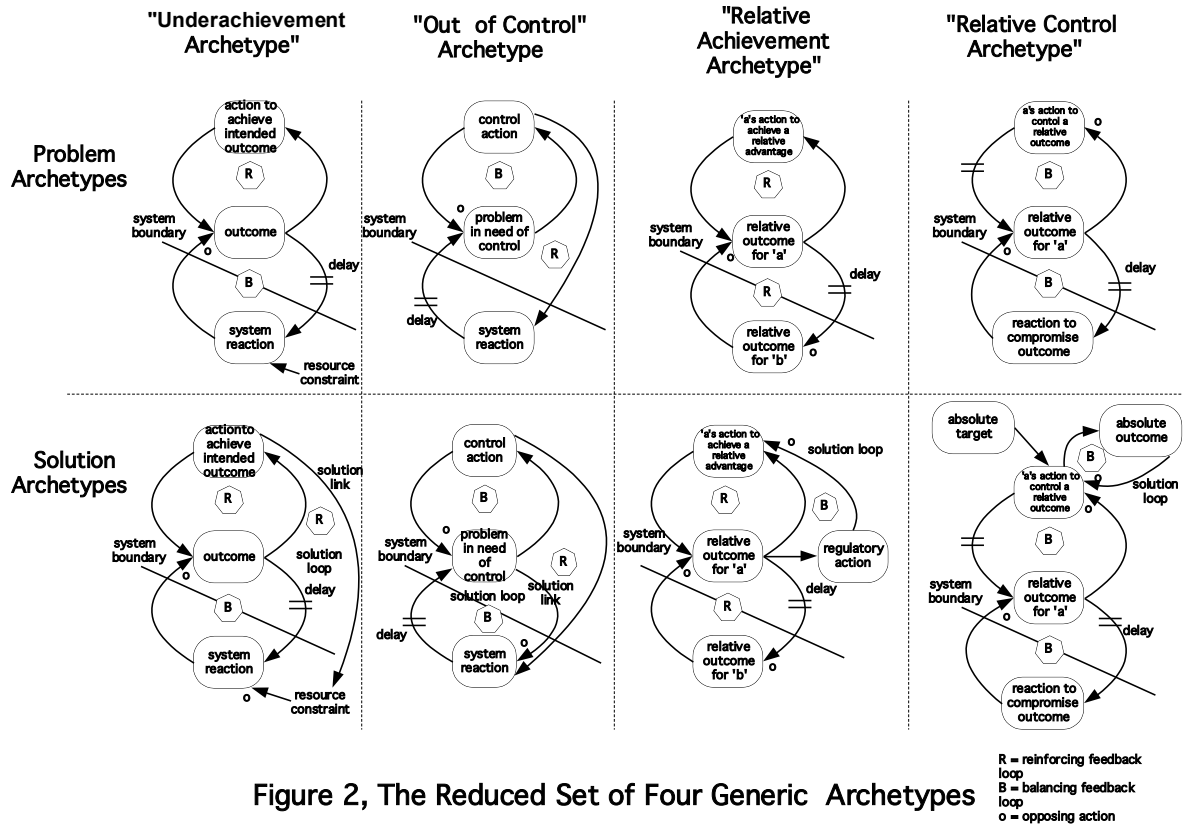 "Underachievement
Archetype"
"Out of Control"
Archetype
"Relative
Achievement
Archetype"
"Relative Control
Archetype"
Problem
Archetypes
action to
achieve
intended
outcome
R
outcome
system
boundary
o
delay
B
system
reaction
resource
constraint
control
action
B
o
problem
in need of
control
system
boundary
R
delay
system
reaction
'a's action to
achieve a
relative
advantage
R
relative
outcome
for 'a'
system
boundary
o
delay
R
relative
outcome
for 'b'
o
a's action to
contol a
relative
outcome
o
B
relative
outcome
for 'a'
system
boundary
o
delay
B
reaction to
compromise
outcome
Solution
Archetypes
actionto
achieve
intended
outcome
solution
link
R
R
outcome
system
boundary
solution
loop
o
delay
B
system
reaction
o
resource
constraint
control
action
B
o
problem
in need
of
control
system
boundary
R
solution
link
solution loop
B
delay
o
system
reaction
'a's action to
achieve a
relative
advantage
o
solution loop
R
B
relative
outcome
for 'a'
regulatory
action
system
boundary
o
delay
R
relative
outcome
for 'b'
o
absolute
target
absolute
outcome
B
o
'a's action to
control a
relative
outcome
solution
loop
o
B
relative
outcome
for 'a'
system
boundary
o
delay
B
reaction to
compromise
outcome
R = reinforcing feedback
loop
B = balancing feedback
loop
o = opposing action
Figure 2, The Reduced Set of Four Generic Archetypes